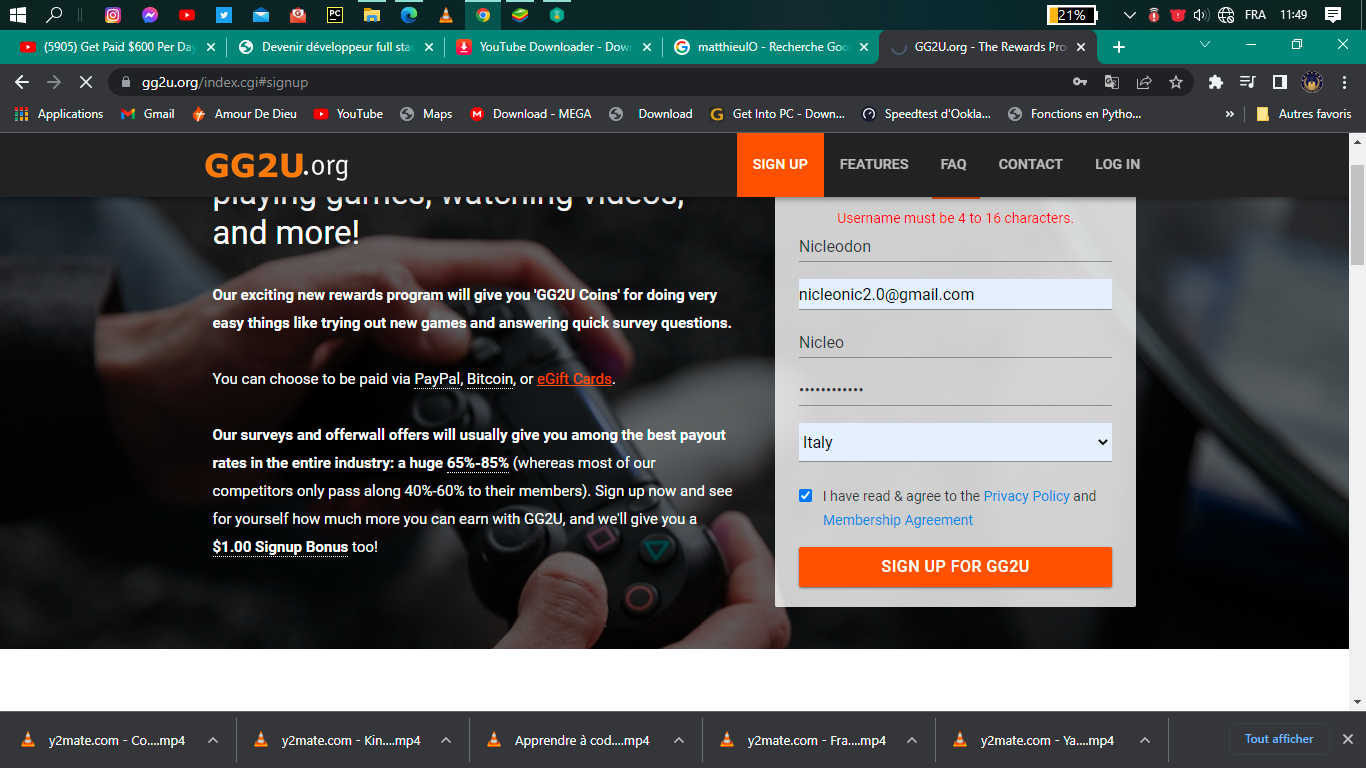 21%
FRA
11:49
(5905) Get Paid $600 Per Day
Devenir développeur full stac
YouTube Downloader - Down
matthieulO - Recherche Goo
GG2U.org - The Rewards Pro
gg2u.org/index.cgi#signup
Applications
Gmail
Amour De Dieu
YouTube
Maps
Download - MEGA
Download
Get Into PC - Down...
Speedtest d'Ookla...
Fonctions en Pytho...
»
Autres favoris
GG2U.org
SIGN UP
FEATURES
FAQ
CONTACT
LOG IN
playing games, watching videos,
and more!
Our exciting new rewards program will give you 'GG2U Coins' for doing very
easy things like trying out new games and answering quick survey questions.
You can choose to be paid via PayPal, Bitcoin, or eGift Cards.
Our surveys and offerwall offers will usually give you among the best payout
rates in the entire industry: a huge 65%-85% (whereas most of our
competitors only pass along 40%-60% to their members). Sign up now and see
for yourself how much more you can earn with GG2U, and we'll give you a
$1.00 Signup Bonus too!
Username must be 4 to 16 characters.
Nicleodon
nicleonic2.0@gmail.com
Nicleo
••••••••••••
Italy
I have read & agree to the Privacy Policy and
Membership Agreement
SIGN UP FOR GG2U
y2mate.com - Co....mp4
y2mate.com - Kin....mp4
Apprendre à cod....mp4
y2mate.com - Fra....mp4
y2mate.com - Ya....mp4
Tout afficher